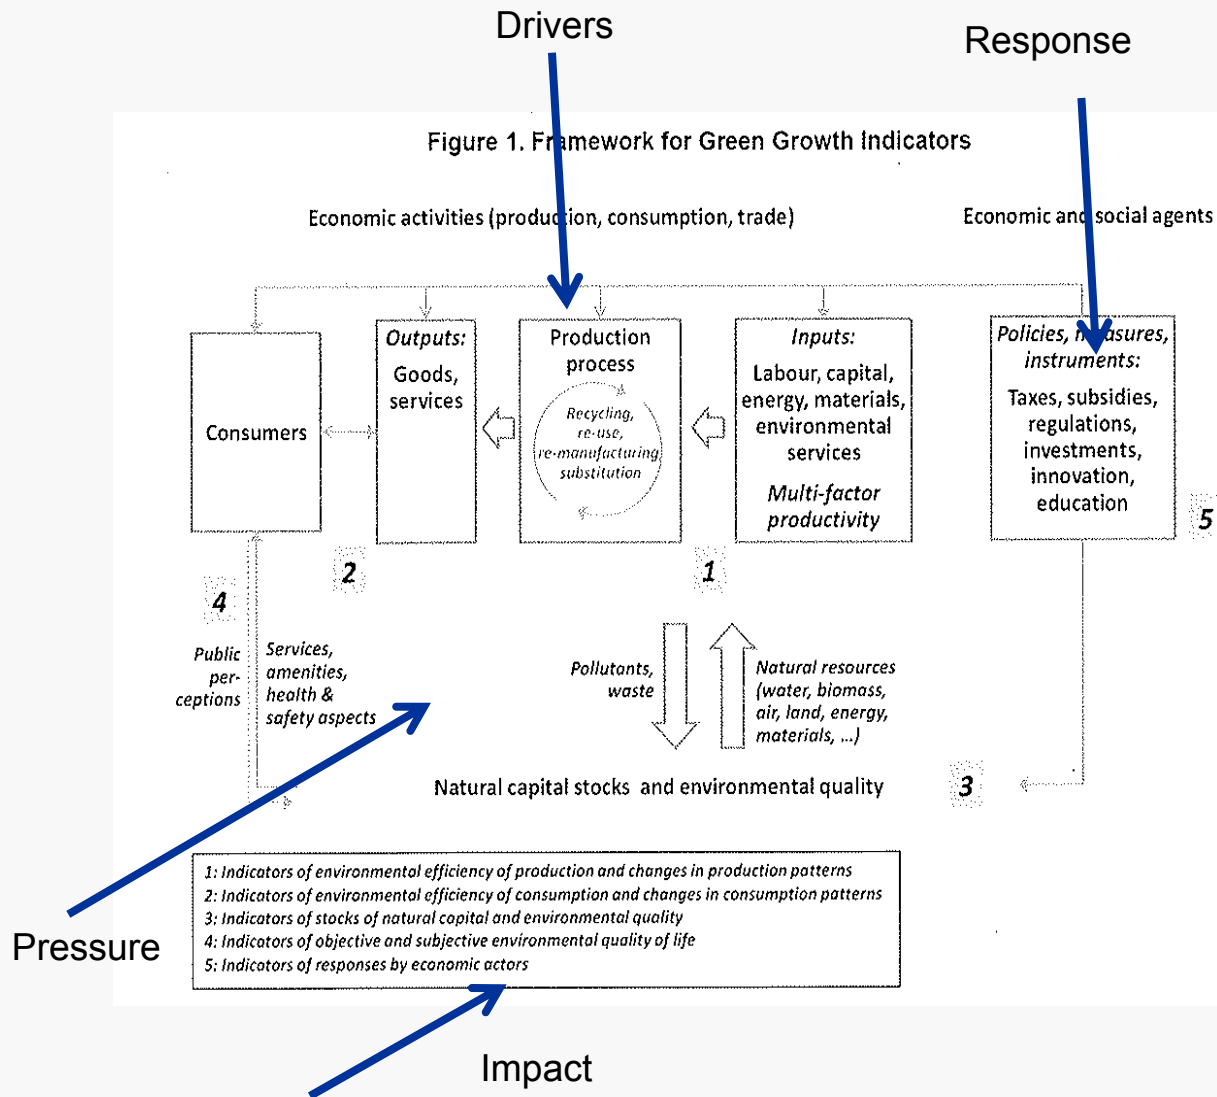 Drivers
Response
Figure 1. Framework for Green Growth Indicators
Economic activities (production, consumption, trade)
Economic and social agents
Consumers
Outputs:
Goods,
services
Production
process
Recycling,
re-use,
re-manufacturing
substitution
Inputs:
Labour, capital,
energy, materials,
environmental
services
Multi-factor
productivity
Policies, measures,
instruments:
Taxes, subsidies,
regulations,
investments,
innovation,
education
5
2
1
4
Public
per-
ceptions
Services,
amenities,
health &
safety aspects
Pollutants,
waste
Natural resources
(water, biomass,
air, land, energy,
materials, ...)
Natural capital stocks and environmental quality
3
1: Indicators of environmental efficiency of production and changes in production patterns
2: Indicators of environmental efficiency of consumption and changes in consumption patterns
3: Indicators of stocks of natural capital and environmental quality
4: Indicators of objective and subjective environmental quality of life
5: Indicators of responses by economic actors
Pressure
Impact